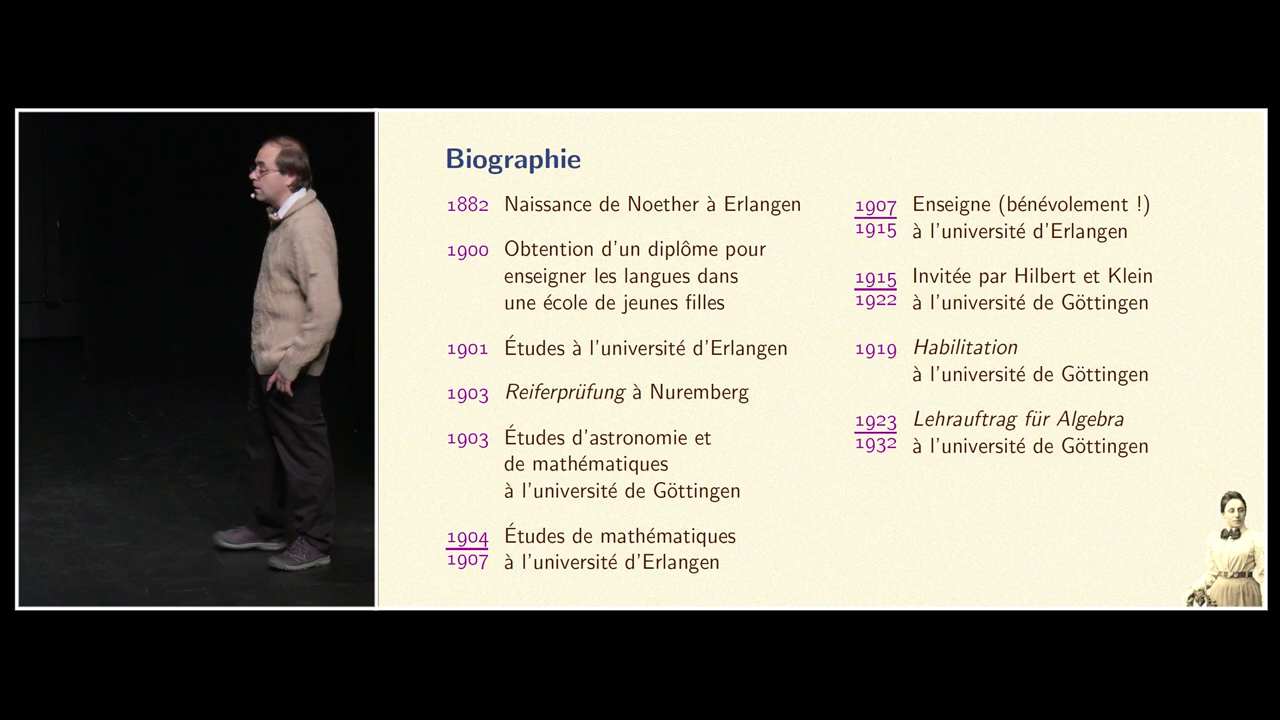 Biographie
1882 Naissance de Noether à Erlangen
1900 Obtention d'un diplôme pour
enseigner les langues dans
une école de jeunes filles
1901 Études à l'université d'Erlangen
1903 Reiferprüfung à Nuremberg
1903 Études d'astronomie et
de mathématiques
à l'université de Göttingen
1904 Études de mathématiques
1907 à l'université d'Erlangen
1907 Enseigne (bénévolement !)
1915 à l'université d'Erlangen
1915 Invitée par Hilbert et Klein
1922 à l'université de Göttingen
1919 Habilitation
à l'université de Göttingen
1923 Lehrauftrag für Algebra
1932 à l'université de Göttingen